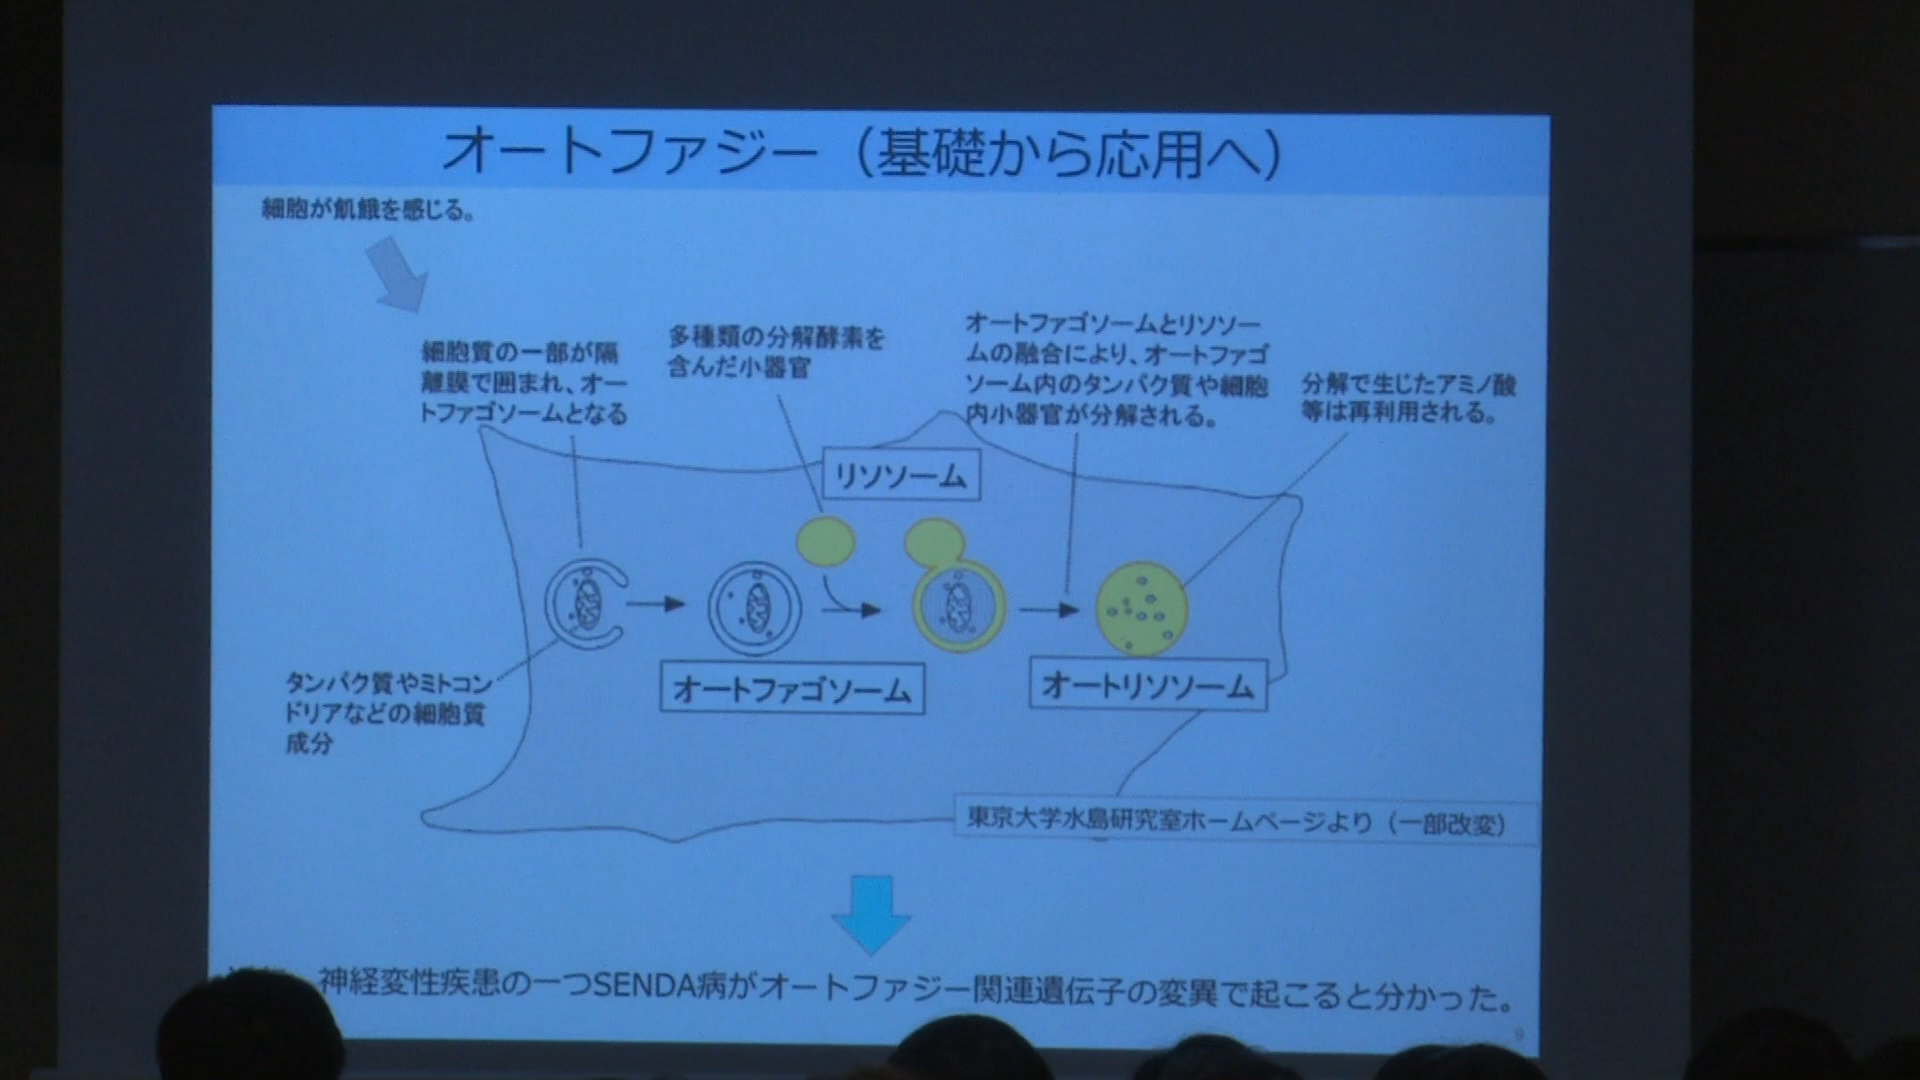 オートファジー（基礎から応用へ）
細胞が飢餓を感じる。
細胞質の一部が隔
離膜で囲まれ、オー
トファゴソームとなる
多種類の分解酵素を
含んだ小器官
オートファゴソームとリソソー
ムの融合により、オートファゴ
ソーム内のタンパク質や細胞
内小器官が分解される。
分解で生じたアミノ酸
等は再利用される。
リソソーム
オートファゴソーム
オートリソソーム
タンパク質やミトコン
ドリアなどの細胞質
成分
東京大学水島研究室ホームページより（一部改変）
神経変性疾患の一つSENDA病がオートファジー関連遺伝子の変異で起こると分かった。
9